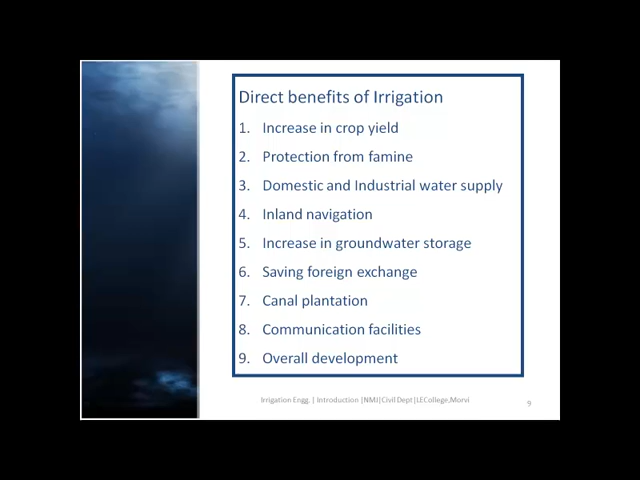 Direct benefits of Irrigation
1. Increase in crop yield
2. Protection from famine
3. Domestic and Industrial water supply
4. Inland navigation
5. Increase in groundwater storage
6. Saving foreign exchange
7. Canal plantation
8. Communication facilities
9. Overall development
Irrigation Engg. | Introduction |NMJ|Civil Dept|LECollege,Morvi
9